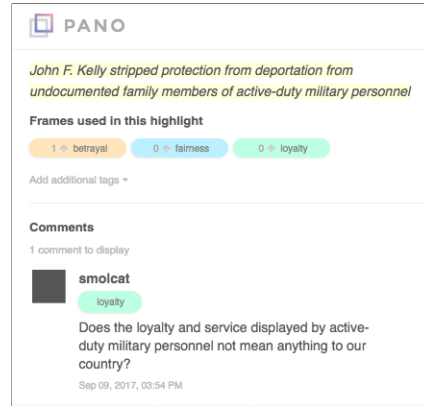 PANO
John F. Kelly stripped protection from deportation from
undocumented family members of active-duty military personnel
Frames used in this highlight
1 betrayal 0 fairness 0 loyalty
Add additional tags
Comments
1 comment to display
smolcat
loyalty
Does the loyalty and service displayed by active-
duty military personnel not mean anything to our
country?
Sep 09, 2017, 03:54 PM